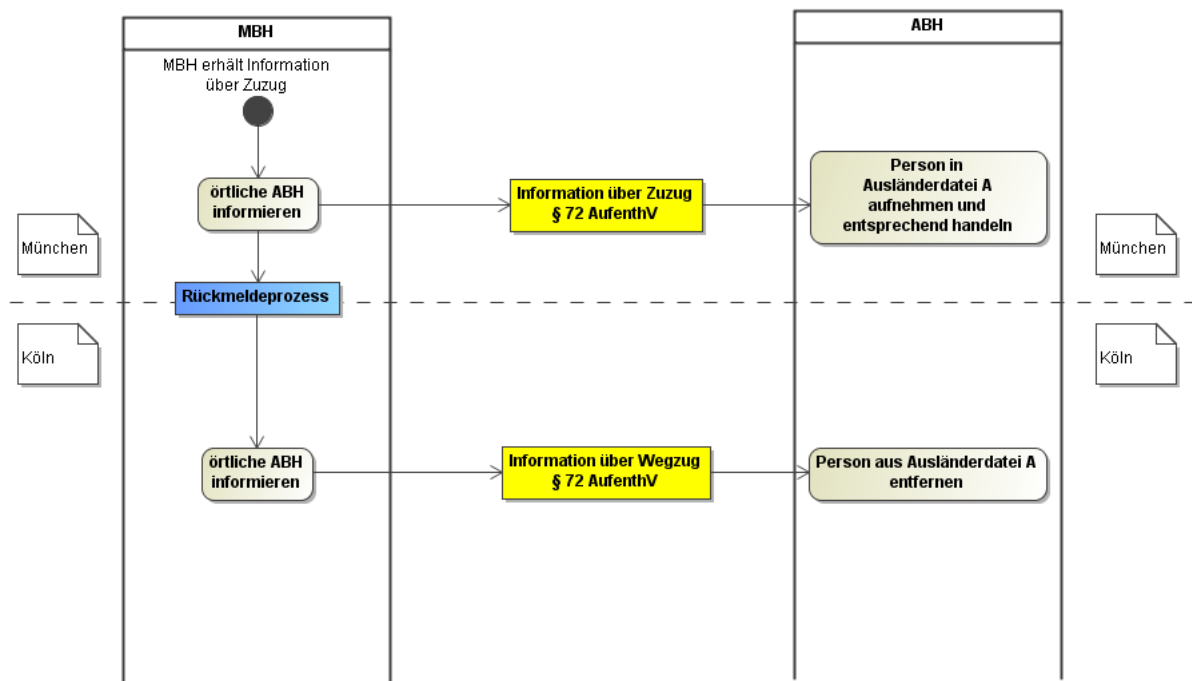 MBH
ABH
MBH erhält Information
über Zuzug
örtliche ABH
informieren
Information über Zuzug
§ 72 AufenthV
Person in
Ausländerdatei A
aufnehmen und
entsprechend handeln
München
München
Rückmeldeprozess
Köln
Köln
örtliche ABH
informieren
Information über Wegzug
§ 72 AufenthV
Person aus Ausländerdatei A
entfernen